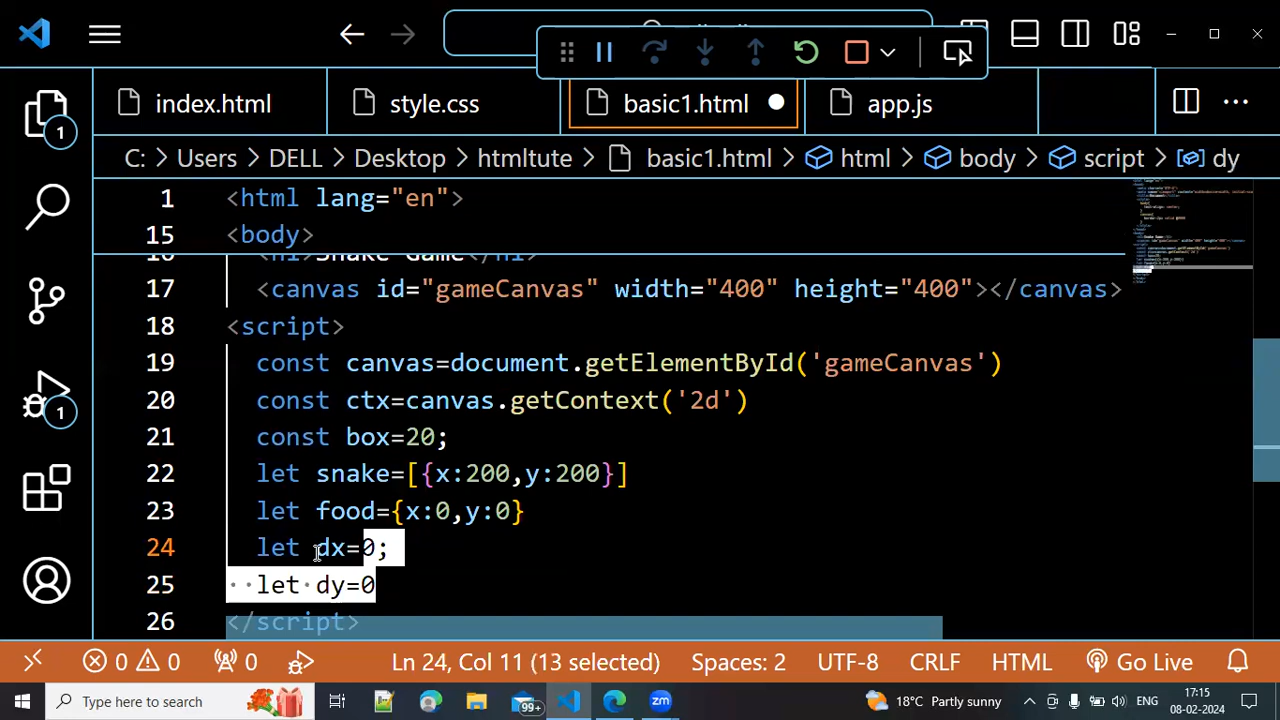 index.html
style.css
basic1.html
app.js
C: > Users > DELL > Desktop > htmltute > basic1.html > html > body > script > dy
1 <html lang="en" >
15 <body>
17 <canvas id="gameCanvas" width="400" height="400"></canvas>
18 <script>
19 const canvas=document.getElementById('gameCanvas')
20 const ctx=canvas.getContext('2d')
21 const box=20;
22 let snake=[{x:200,y:200}]
23 let food={x:0,y:0}
24 let dx=0;
25 let dy=0
26 </script>
1
1
0 0 0 Ln 24, Col 11 (13 selected) Spaces: 2 UTF-8 CRLF HTML Go Live
Type here to search
99+
18°C Partly sunny
ENG
17:15
08-02-2024